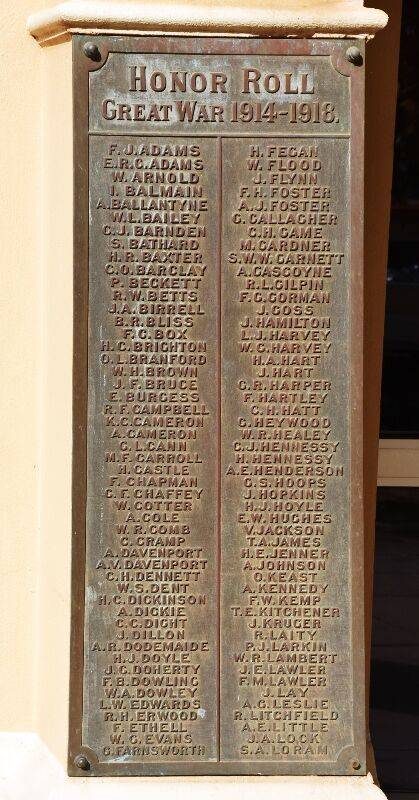 HONOR ROLL
GREAT WAR 1914-1918.
F. J. ADAMS
E.R.G. ADAMS
W. ARNOLD
I. BALMAIN
A. BALLANTYNE
W. L. BAILEY
C. J. BARNDEN
S. BATHARD
H. R. BAXTER
C. O. BARCLAY
P. BECKETT
R. W. BETTS
J. A. BIRRELL
B. R. BLISS
F. G. BOX
H. C. BRIGHTON
O. L. BRANFORD
W. H. BROWN
J. F. BRUCE
E. BURGESS
R. F. CAMPBELL
K. C. CAMERON
A. CAMERON
C. L. CANN
M. F. CARROLL
H. CASTLE
F. CHAPMAN
C. F. CHAFFEY
W. COTTER
A. COLE
W. R. COMB
C. CRAMP
A. DAVENPORT
A. V. DAVENPORT
C. H. DENNETT
W. S. DENT
H. C. DICKINSON
A. DICKIE
C. C. DIGHT
J. DILLON
A. R. DODEMAIDE
H. J. DOYLE
J. C. DOHERTY
F. B. DOWLING
W. A. DOWLEY
L. W. EDWARDS
R. H. ERWOOD
F. ETHELL
W. G. EVANS
G. FARNSWORTH
H. FEGAN
W. FLOOD
J. FLYNN
F. H. FOSTER
A. J. FOSTER
G. GALLAGHER
C. H. GAME
M. GARDNER
S. W. W. GARNETT
A. GASCOYNE
R. L. GILPIN
F. G. GORMAN
J. GOSS
J. HAMILTON
L. J. HARVEY
W. G. HARVEY
H. A. HART
J. HART
G. R. HARPER
F. HARTLEY
C. H. HATT
G. HEYWOOD
W. R. HEALEY
C. J. HENNESSY
H. HENNESSY
A. E. HENDERSON
G. S. HOOPS
J. HOPKINS
H. J. HOYLE
E. W. HUGHES
V. JACKSON
T. A. JAMES
H. E. JENNER
A. JOHNSON
O. KEAST
A. KENNEDY
F. W. KEMP
T. E. KITCHENER
J. KRUGER
R. LAITY
P. J. LARKIN
W. R. LAMBERT
J. E. LAWLER
F. M. LAWLER
J. LAY
A. G. LESLIE
R. LITCHFIELD
A. E. LITTLE
J. A. LOCK
S. A. LORAM